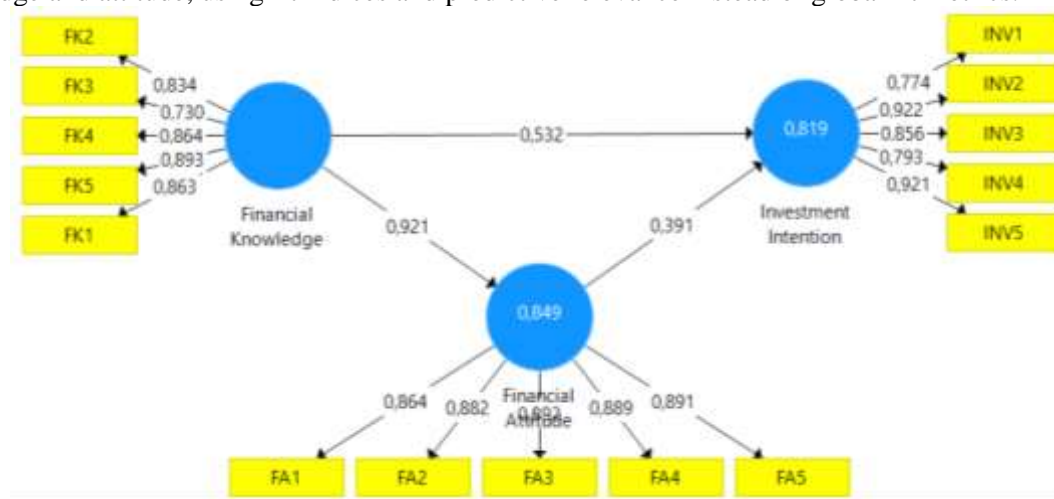 FK2
FK3
FK4
FK5
FK1
0,834
0,730
0,864
0,893
0,863
Financial
Knowledge
0,532
0,921
0,391
0,819
Investment
Intention
0,774
0,922
0,856
0,793
0,921
INV1
INV2
INV3
INV4
INV5
0,849
Financial
Attitude
0,864
0,882
0,889
0,891
FA1
FA2
FA3
FA4
FA5